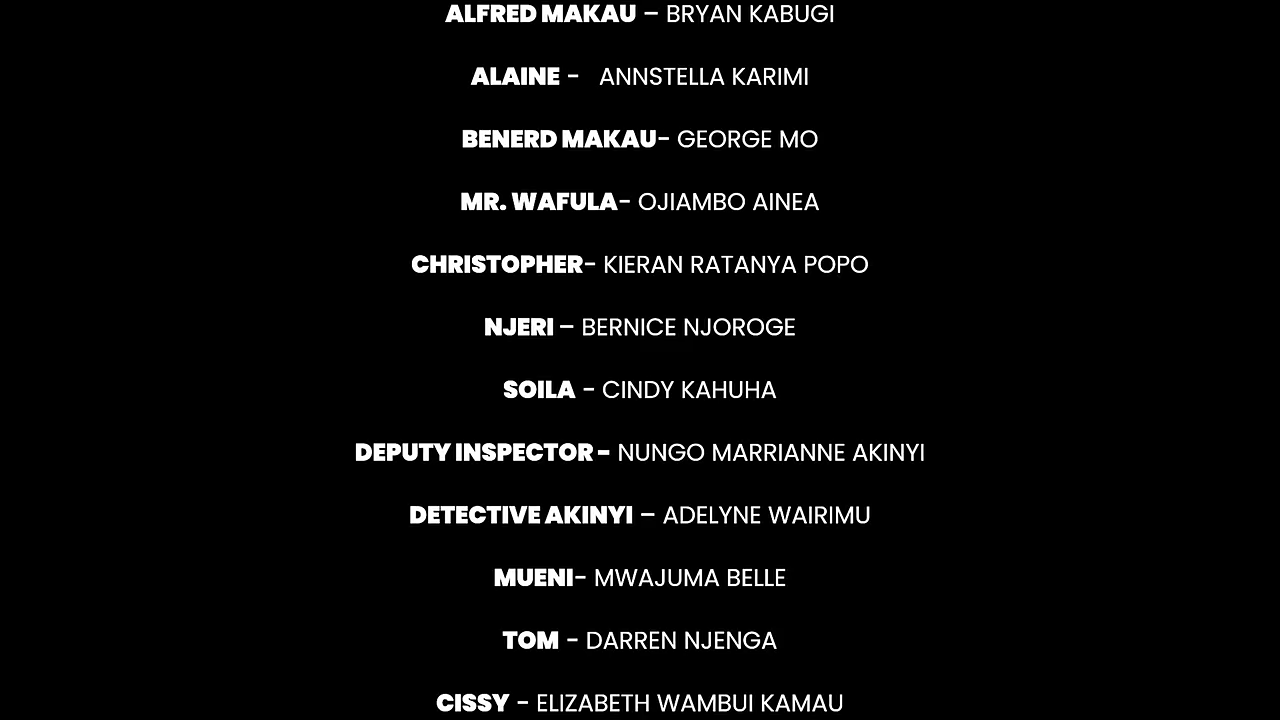 ALFRED MAKAU – BRYAN KABUGI
ALAINE - ANNSTELLA KARIMI
BENERD MAKAU- GEORGE MO
MR. WAFULA- OJIAMBO AINEA
CHRISTOPHER- KIERAN RATANYA POPO
NJERI – BERNICE NJOROGE
SOILA - CINDY KAHUHA
DEPUTY INSPECTOR - NUNGO MARRIANNE AKINYI
DETECTIVE AKINYI – ADELYNE WAIRIMU
MUENI- MWAJUMA BELLE
TOM - DARREN NJENGA
CISSY - ELIZABETH WAMBUI KAMAU